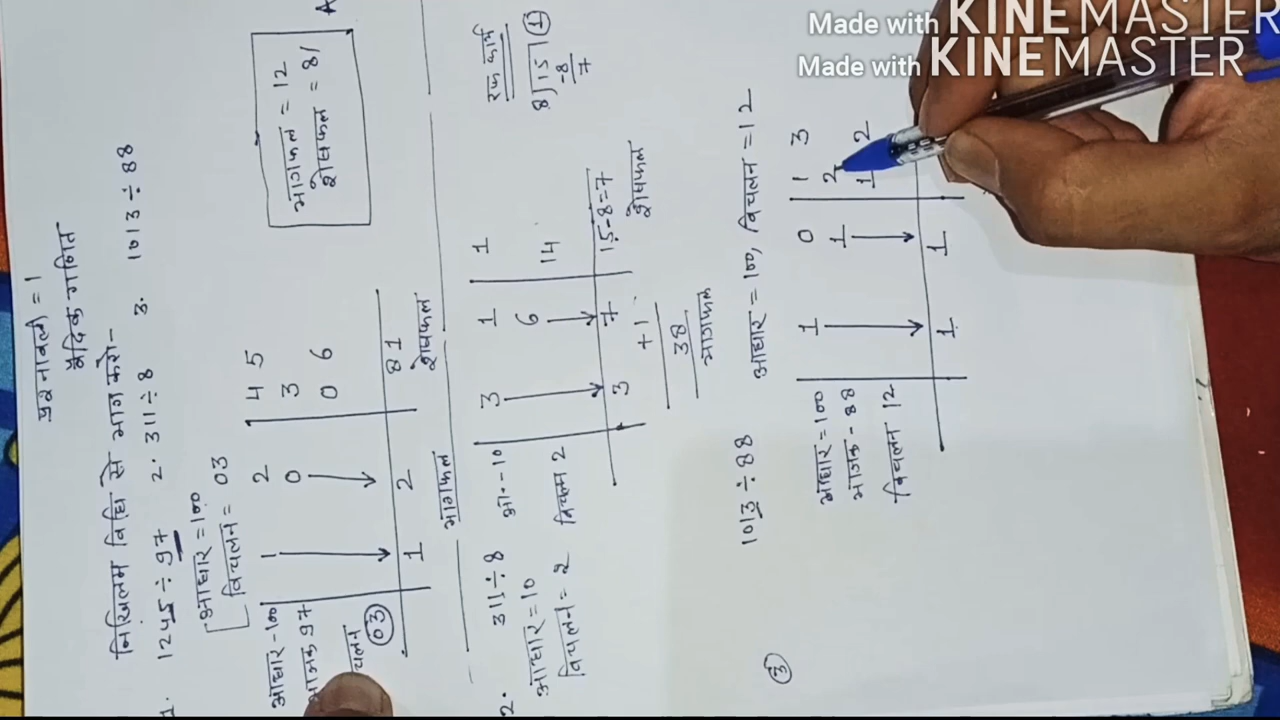 प्रश्नावली = 1
वैदिक गणित
निखिलम विधि से भाग करो-
1. 1245 ÷ 97 2. 311 ÷ 8 3. 1013 ÷ 88
आधार = 100
विचलन = 03
आधार-100 1 2 4 5
भाजक 97 0 3
चलन 0 6
03
1 2 81
भागफल शेषफल
भागफल = 12
शेषफल = 81
A
2. 311 ÷ 8
आधार = 10
विचलन = 2
10 3 1 1
2 6 14
3 7 15-8=7
+1 शेषफल
38
भागफल
रफ कार्य
8 15 1
-8
7
3
1013 ÷ 88 आधार = 100, विचलन = 12
आधार = 100 1 0 1 3
भाजक - 88 1 2
विचलन 12 1 2
1 1
Made with KINEMASTER
Made with KINEMASTER